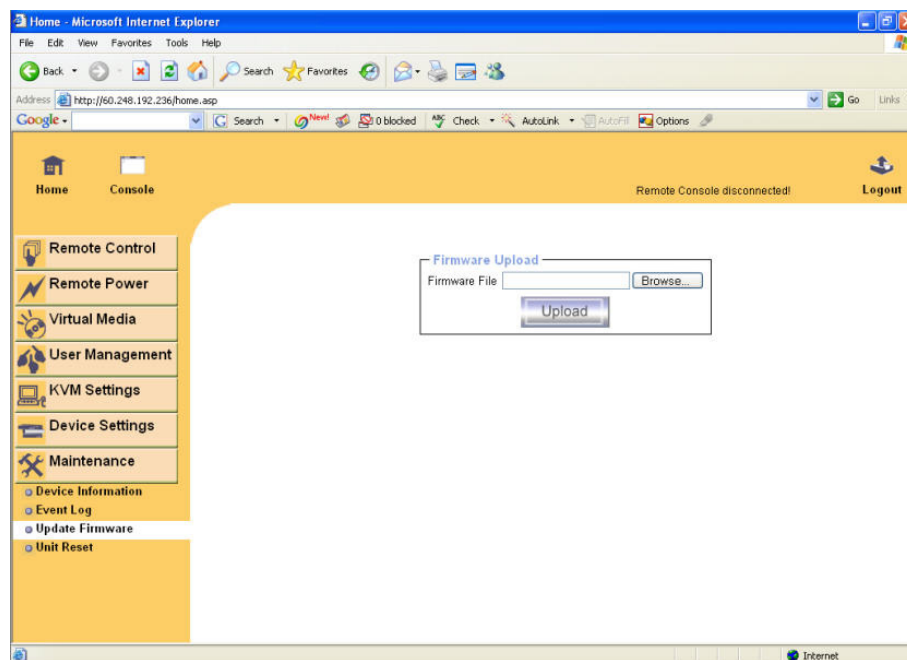 Home - Microsoft Internet Explorer
File Edit View Favorites Tools Help
Back Search Favorites
Address http://60.248.192.236/home.asp Go Links
Google - G Search New! 0 blocked ABC Check AutoLink AutoFill Options
Home Console Remote Console disconnected! Logout
Remote Control
Remote Power
Virtual Media
User Management
KVM Settings
Device Settings
Maintenance
Device Information
Event Log
Update Firmware
Unit Reset
Firmware Upload
Firmware File Browse...
Upload
Internet